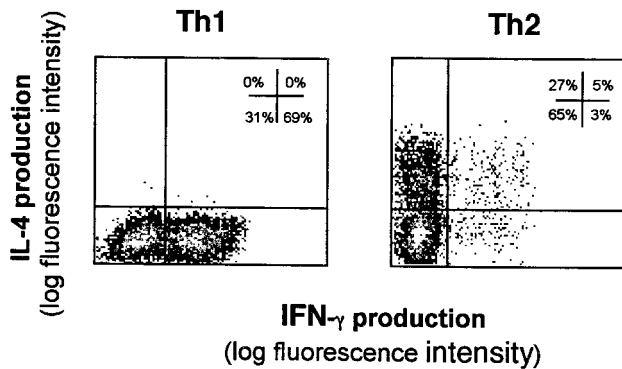 Th1
Th2
IL-4 production
(log fluorescence intensity)
0% 0%
31% 69%
27% 5%
65% 3%
IFN-γ production
(log fluorescence intensity)